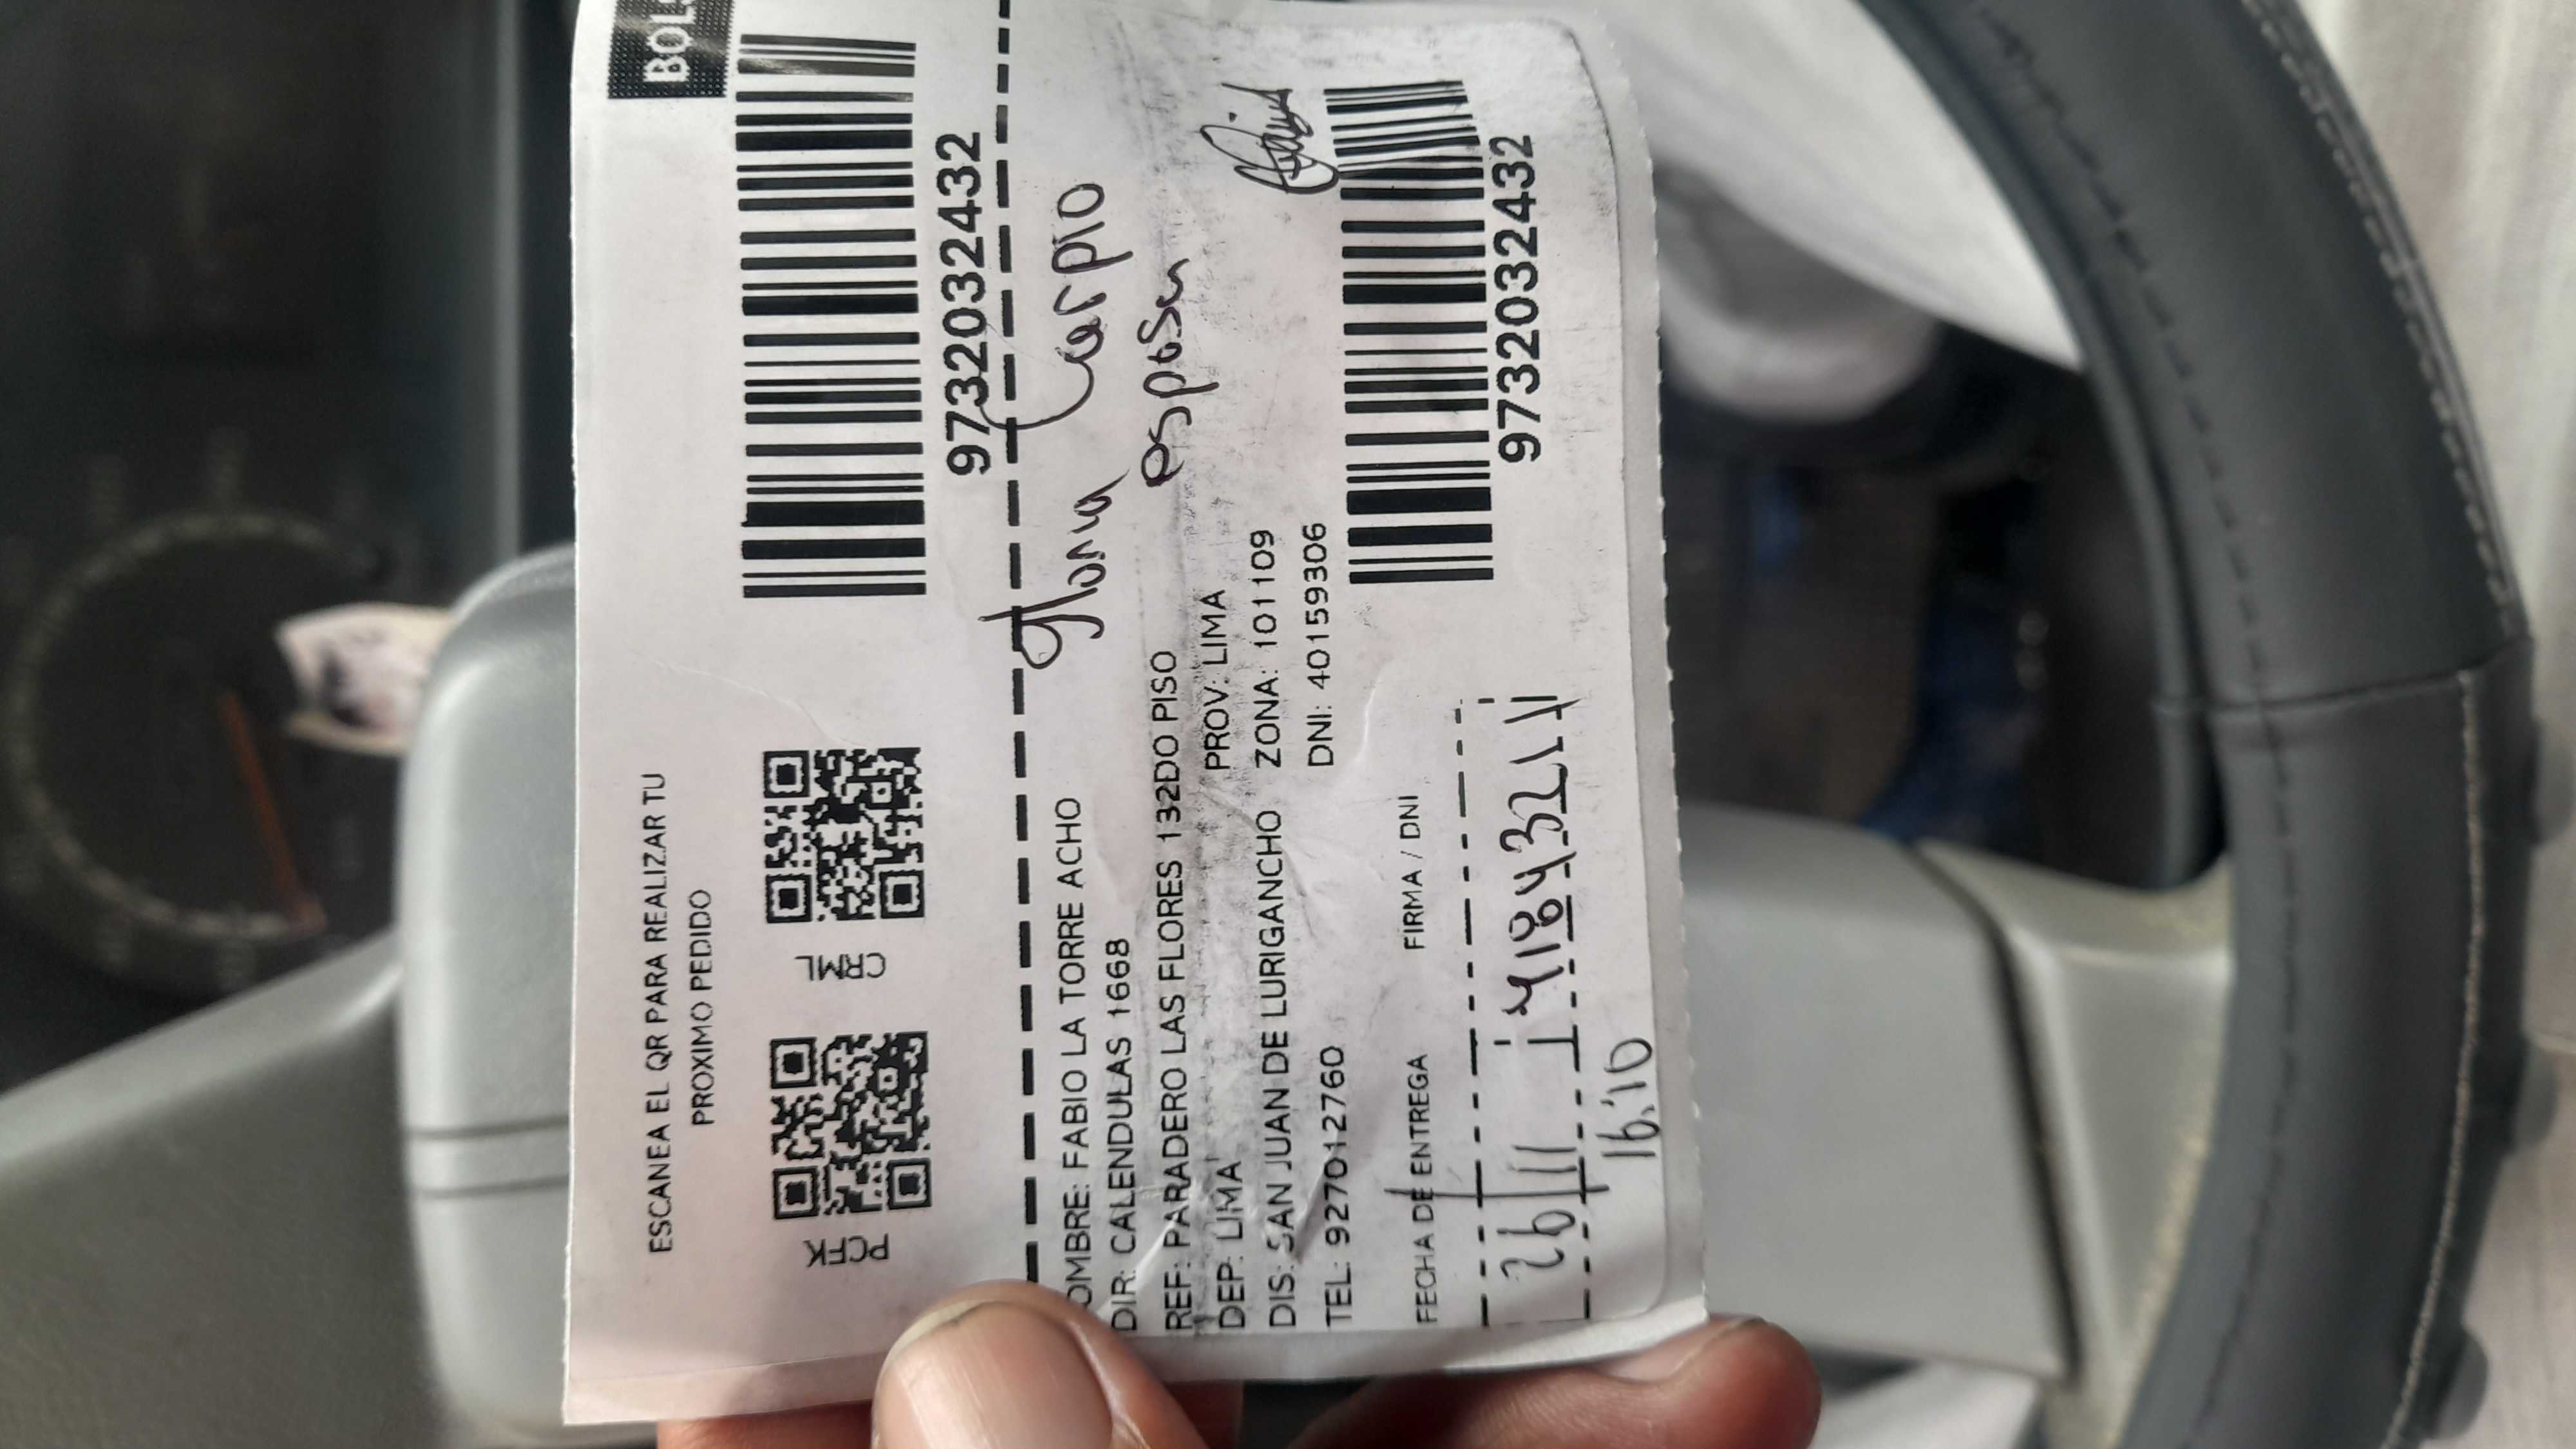 ESCANEA EL QR PARA REALIZAR TU
PROXIMO PEDIDO
PCFK
CRML
9732032432
OMBRE: FABIO LA TORRE ACHO
Gloria Carpio
DIR: CALENDULAS 1668
esposa
REF: PARADERO LAS FLORES 132DO PISO
DEP: LIMA PROV: LIMA
DIS: SAN JUAN DE LURIGANCHO ZONA: 1011109
TEL: 927012760 DNI: 40159306
9732032432
FECHA DE ENTREGA FIRMA / DNI
26/11
16:10